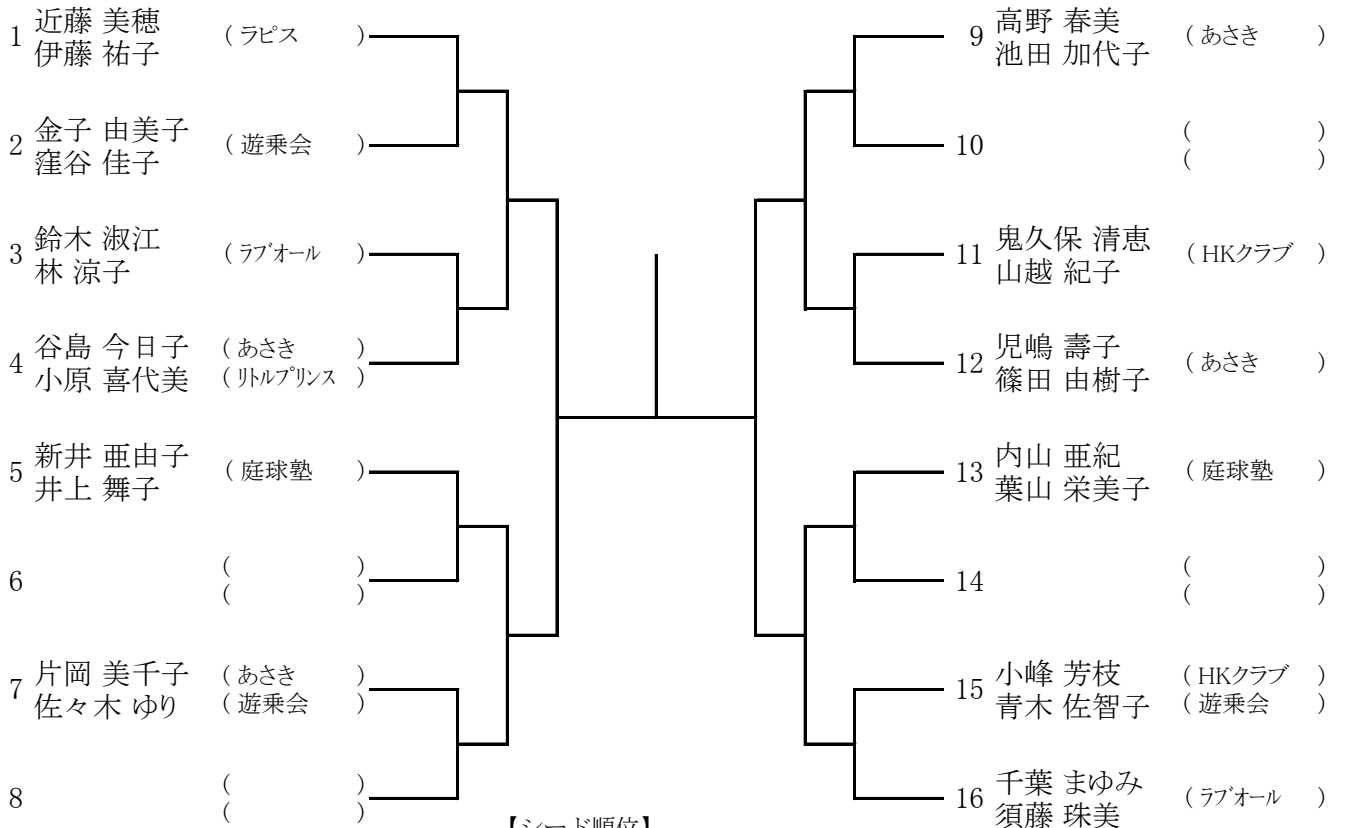 1 近藤 美穂 ( ラピス )
伊藤 祐子
2 金子 由美子 ( 遊乗会 )
窪谷 佳子
3 鈴木 淑江 ( ラブオール )
林 涼子
4 谷島 今日子 ( あさき )
小原 喜代美 ( リトルプリンス )
5 新井 亜由子 ( 庭球塾 )
井上 舞子
6 ( )
( )
7 片岡 美千子 ( あさき )
佐々木 ゆり ( 遊乗会 )
8 ( )
( )
9 高野 春美 ( あさき )
池田 加代子
10 ( )
( )
11 鬼久保 清恵 ( HKクラブ )
山越 紀子
12 児嶋 壽子 ( あさき )
篠田 由樹子
13 内山 亜紀 ( 庭球塾 )
葉山 栄美子
14 ( )
( )
15 小峰 芳枝 ( HKクラブ )
青木 佐智子 ( 遊乗会 )
16 千葉 まゆみ ( ラブオール )
須藤 珠美
【シード順位】